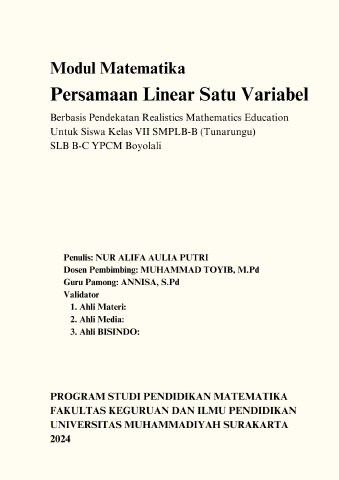 Modul Matematika
Persamaan Linear Satu Variabel
Berbasis Pendekatan Realistics Mathematics Education
Untuk Siswa Kelas VII SMPLB-B (Tunarungu)
SLB B-C YPCM Boyolali
Penulis: NUR ALIFA AULIA PUTRI
Dosen Pembimbing: MUHAMMAD TOYIB, M.Pd
Guru Pamong: ANNISA, S.Pd
Validator
1. Ahli Materi:
2. Ahli Media:
3. Ahli BISINDO:
PROGRAM STUDI PENDIDIKAN MATEMATIKA
FAKULTAS KEGURUAN DAN ILMU PENDIDIKAN
UNIVERSITAS MUHAMMADIYAH SURAKARTA
2024